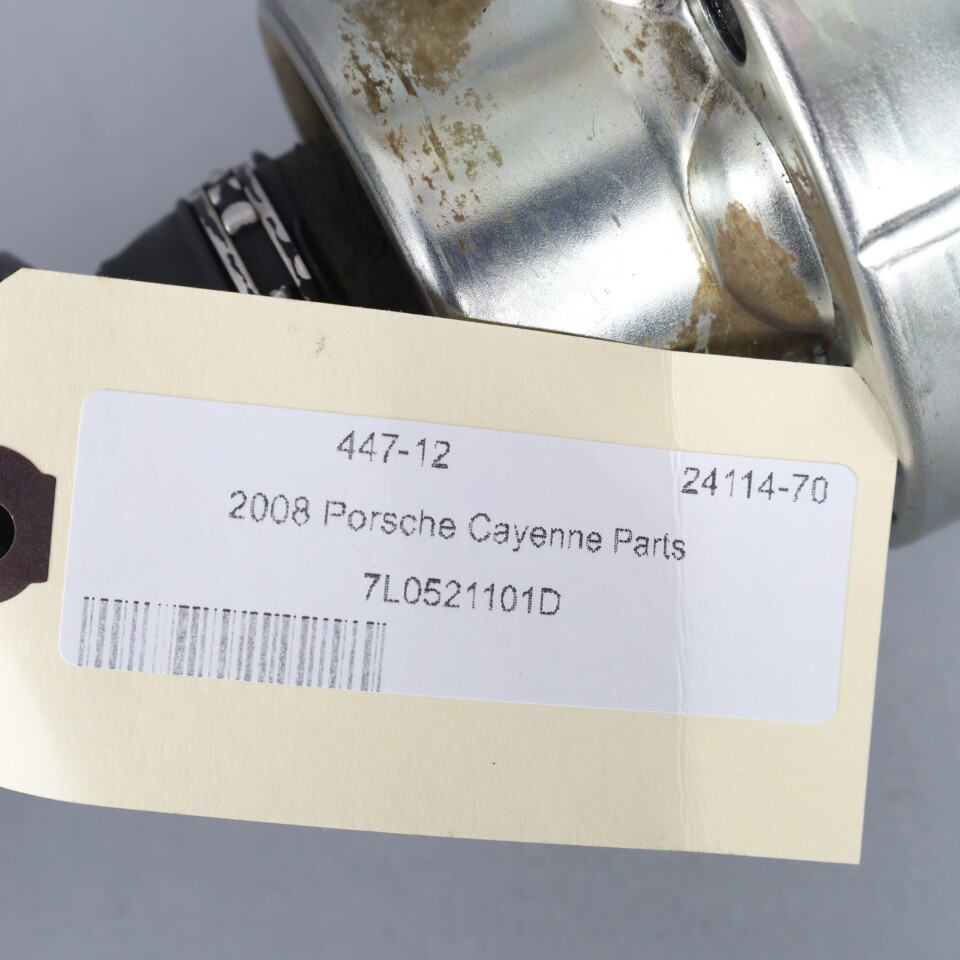 447-12
24114-70
2008 Porsche Cayenne Parts
7L0521101D